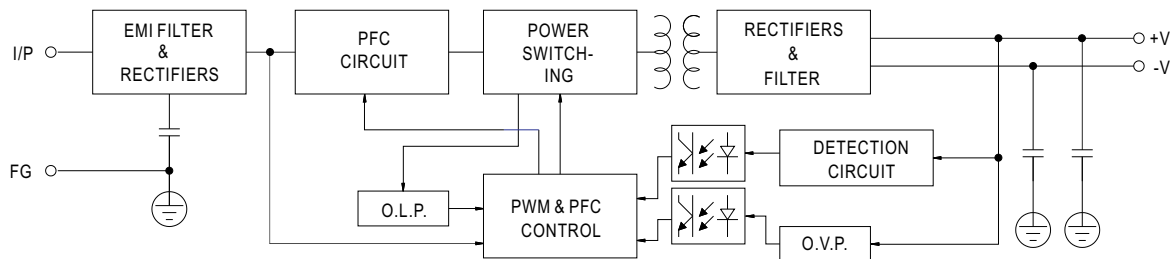 I/P
EMI FILTER
&
RECTIFIERS
PFC
CIRCUIT
POWER
SWITCH-
ING
RECTIFIERS
&
FILTER
+V
-V
FG
O.L.P.
PWM & PFC
CONTROL
DETECTION
CIRCUIT
O.V.P.